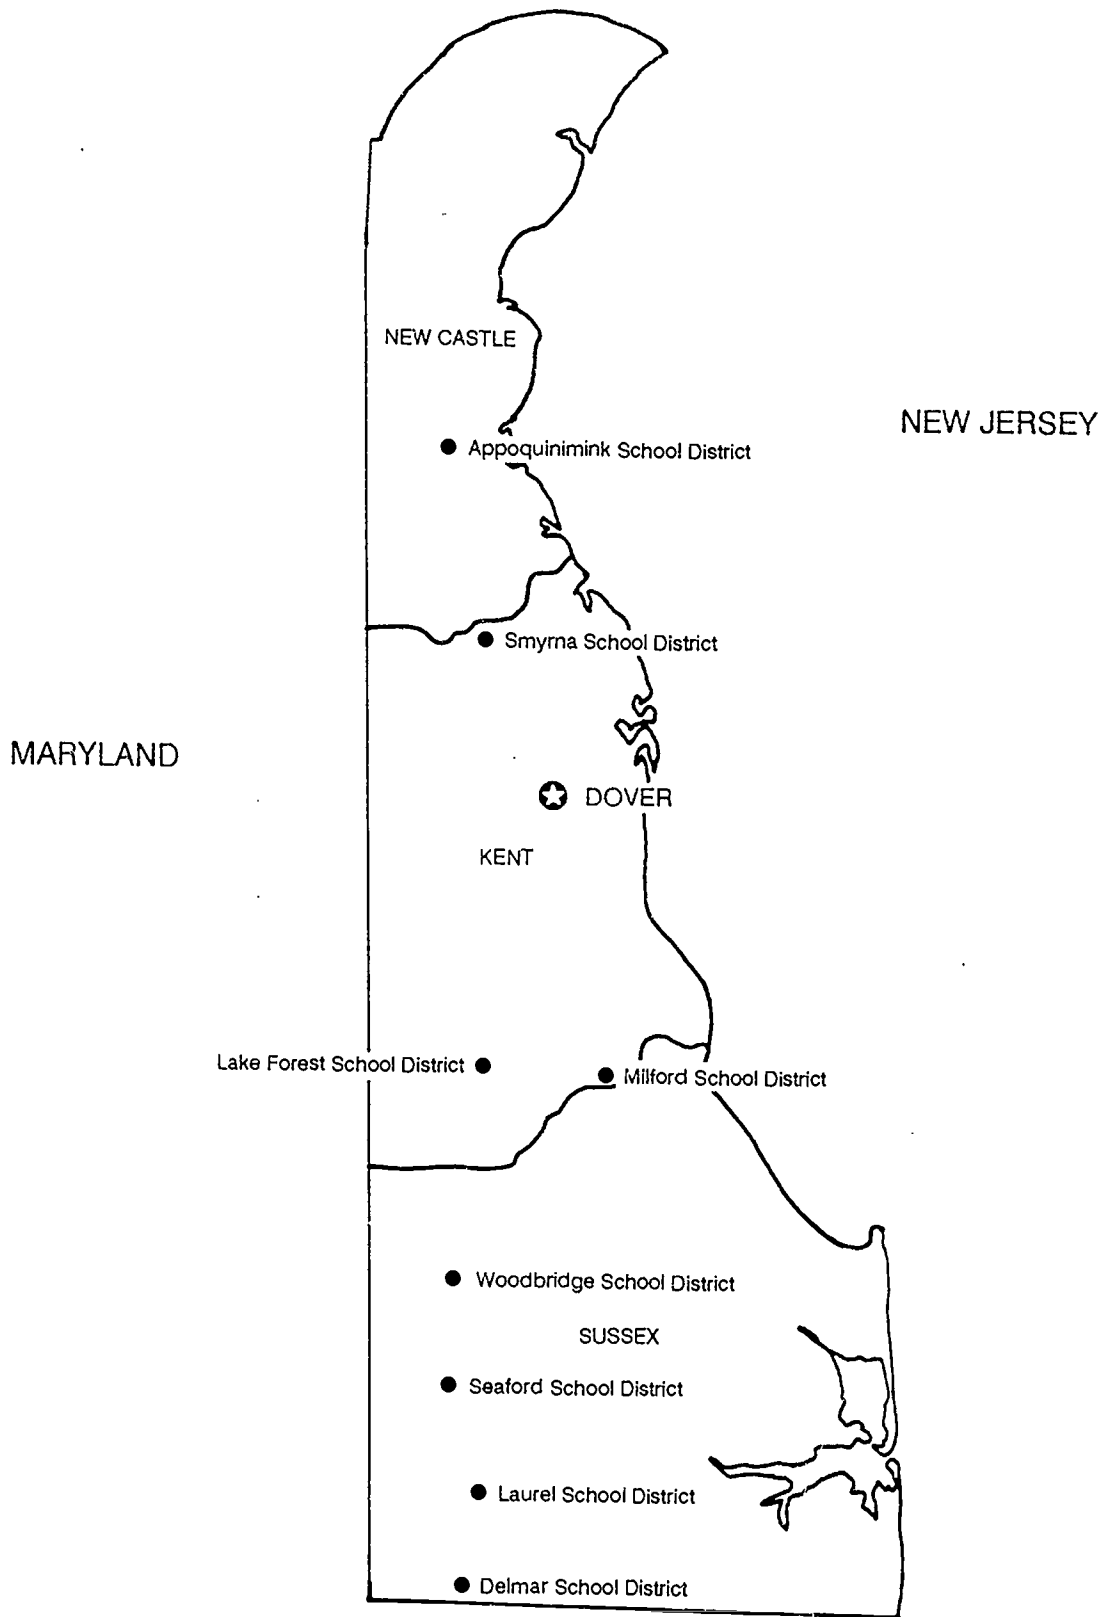 NEW CASTLE
NEW JERSEY
Appoquinimink School District
Smyrna School District
MARYLAND
DOVER
KENT
Lake Forest School District
Milford School District
Woodbridge School District
SUSSEX
Seaford School District
Laurel School District
Delmar School District